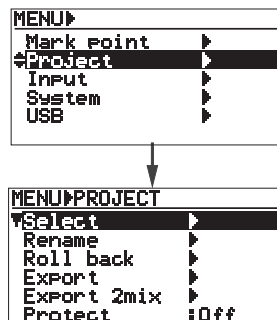 MENU
Mark point
Project
Input
System
USB
MENU PROJECT
Select
Rename
Roll back
Export
Export 2mix
Protect :Off